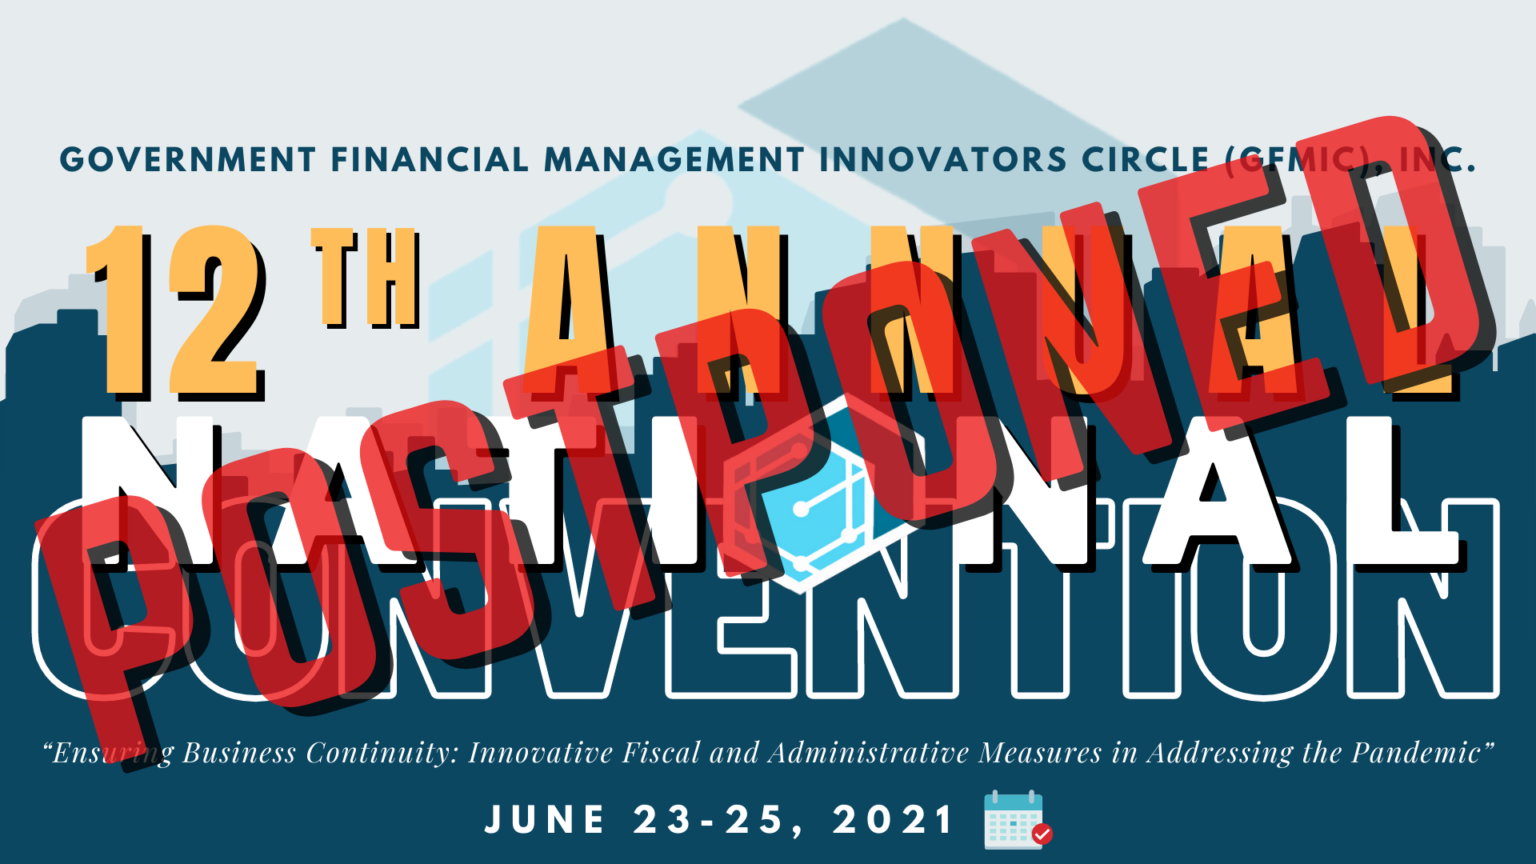 GOVERNMENT FINANCIAL MANAGEMENT INNOVATORS CIRCLE (GFMIC), INC.
12TH ANNUAL
NATIONAL
CONVENTION
POSTPONED
“Ensuring Business Continuity: Innovative Fiscal and Administrative Measures in Addressing the Pandemic”
JUNE 23-25, 2021